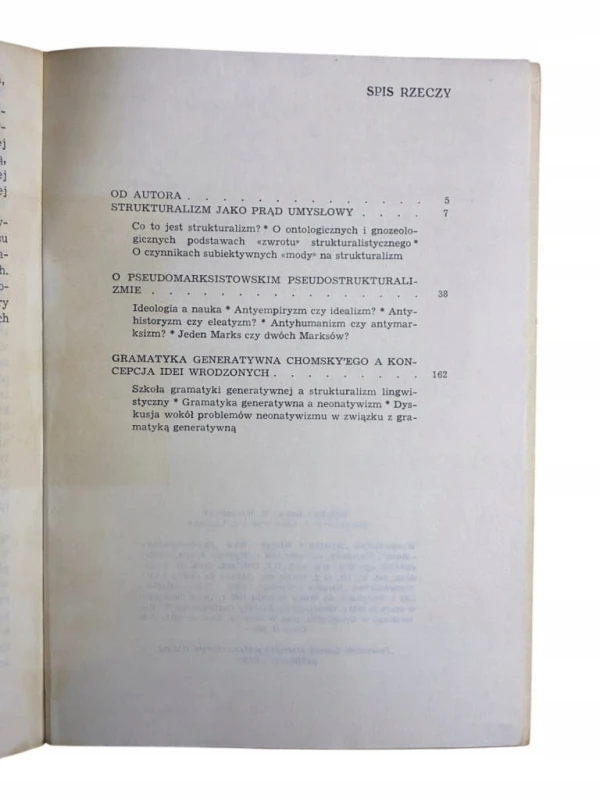 SPIS RZECZY
OD AUTORA . . . . . . . . . . . . . . 5
STRUKTURALIZM JAKO PRĄD UMYSŁOWY . . . . 7
Co to jest strukturalizm? * O ontologicznych i gnozeolo-
gicznych podstawach «zwrotu» strukturalistycznego *
O czynnikach subiektywnych «mody» na strukturalizm
O PSEUDOMARKSISTOWSKIM PSEUDOSTRUKTURALI-
ZMIE . . . . . . . . . . . . . . . . 38
Ideologia a nauka * Antyempiryzm czy idealizm? * Anty-
historyzm czy eleatyzm? * Antyhumanizm czy antymar-
ksizm? * Jeden Marks czy dwóch Marksów?
GRAMATYKA GENERATYWNA CHOMSKY'EGO A KON-
CEPCJA IDEI WRODZONYCH . . . . . . . . 162
Szkoła gramatyki generatywnej a strukturalizm lingwi-
styczny * Gramatyka generatywna a neonatywizm * Dys-
kusja wokół problemów neonatywizmu w związku z gra-
matyką generatywną